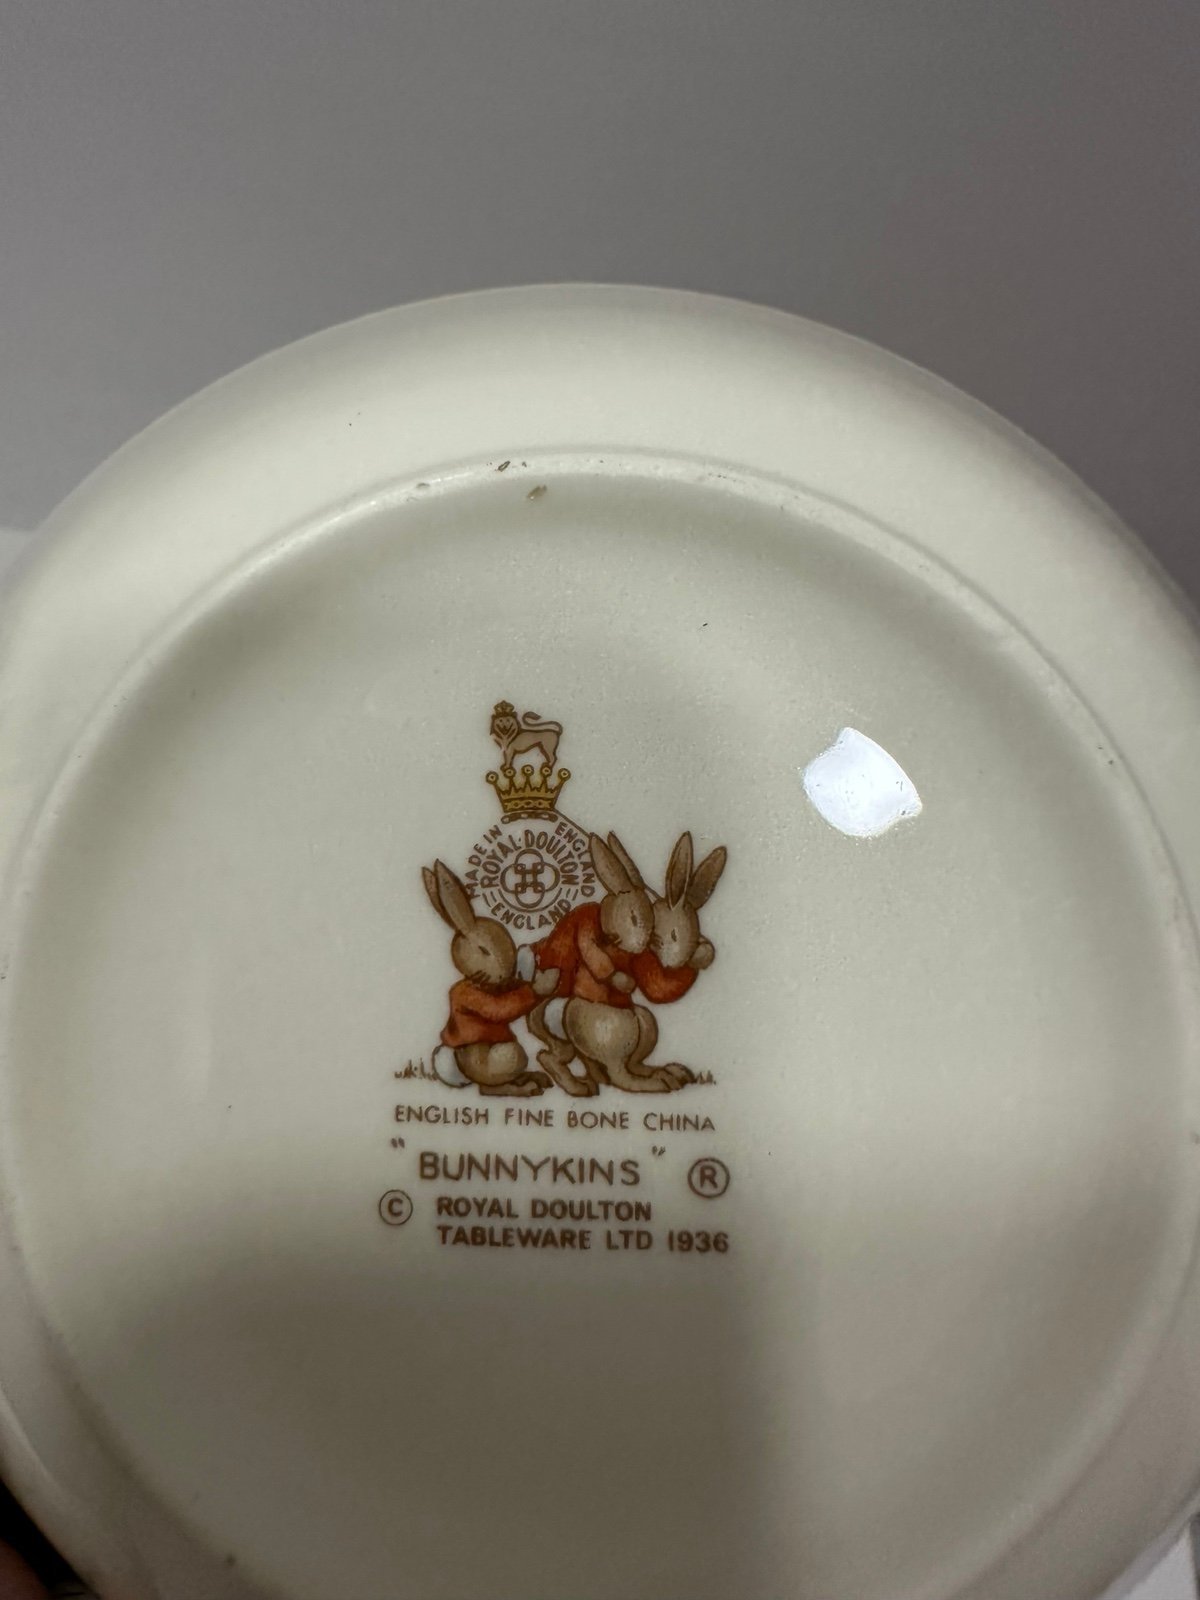 MADE IN ENGLAND
ROYAL·DOULTON
ENGLAND
ENGLISH FINE BONE CHINA
"BUNNYKINS" ®
© ROYAL DOULTON
TABLEWARE LTD 1936